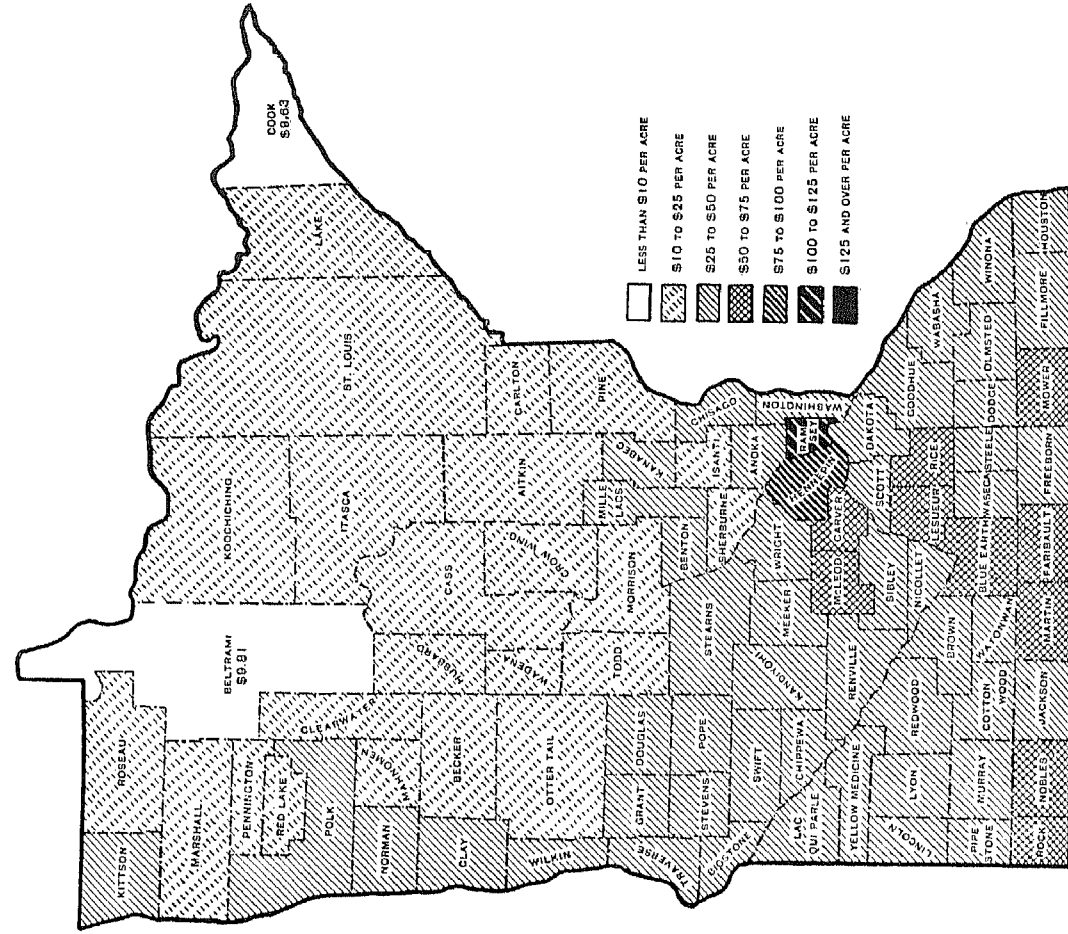 COOK
$9.63
LAKE
ST. LOUIS
KOOCHICHING
ITASCA
BELTRAMI
$9.81
ROSEAU
KITTSON
MARSHALL
PENNINGTON
RED LAKE
POLK
CLEARWATER
NORMAN
MAHNOMEN
CLAY
BECKER
HUBBARD
CASS
AITKIN
CARLTON
PINE
CROW WING
WADENA
OTTER TAIL
WILKIN
TODD
MORRISON
MILLE
LACS
KANABEC
CHISAGO
ISANTI
ANOKA
BENTON
SHERBURNE
STEARNS
DOUGLAS
GRANT
TRAVERSE
STEVENS
POPE
BIG STONE
SWIFT
KANDIYOHI
MEEKER
WRIGHT
WASHINGTON
RAM
SEY
CARVER
MCLEOD
CHIPPEWA
LAC
QUI PARLE
YELLOW MEDICINE
RENVILLE
SIBLEY
SCOTT
DAKOTA
GOODHUE
WABASHA
RICE
LESUEUR
NICOLLET
REDWOOD
LYON
LINCOLN
BROWN
BLUE EARTH
WASECA
STEELE
DODGE
OLMSTED
WINONA
PIPE
STONE
MURRAY
COTTON
WOOD
ROCK
NOBLES
JACKSON
MARTIN
FARIBAULT
FREEBORN
MOWER
FILLMORE
HOUSTON
LESS THAN $10 PER ACRE
$10 TO $25 PER ACRE
$25 TO $50 PER ACRE
$50 TO $75 PER ACRE
$75 TO $100 PER ACRE
$100 TO $125 PER ACRE
$125 AND OVER PER ACRE